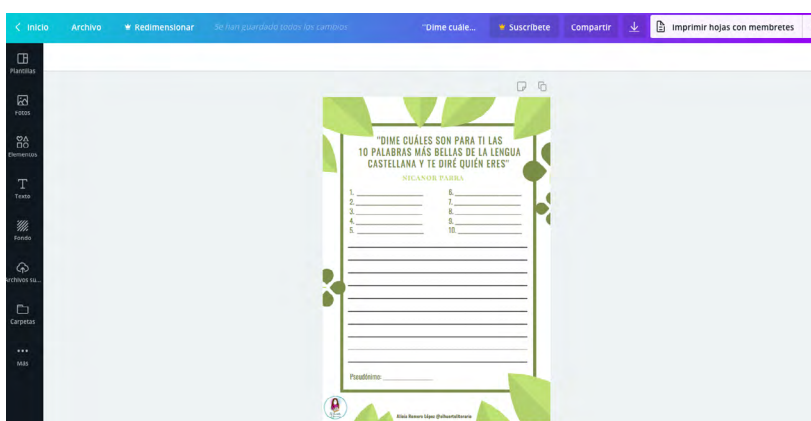 Inicio
Archivo
Redimensionar
Se han guardado todos los cambios
"Dime cuále...
Suscríbete
Compartir
Imprimir hojas con membretes
Plantillas
Fotos
Elementos
Texto
Fondo
Archivos su...
Carpetas
Más
"DIME CUÁLES SON PARA TI LAS
10 PALABRAS MÁS BELLAS DE LA LENGUA
CASTELLANA Y TE DIRÉ QUIÉN ERES"
NICANOR PARRA
1.
2.
3.
4.
5.
6.
7.
8.
9.
10.
Pseudónimo: